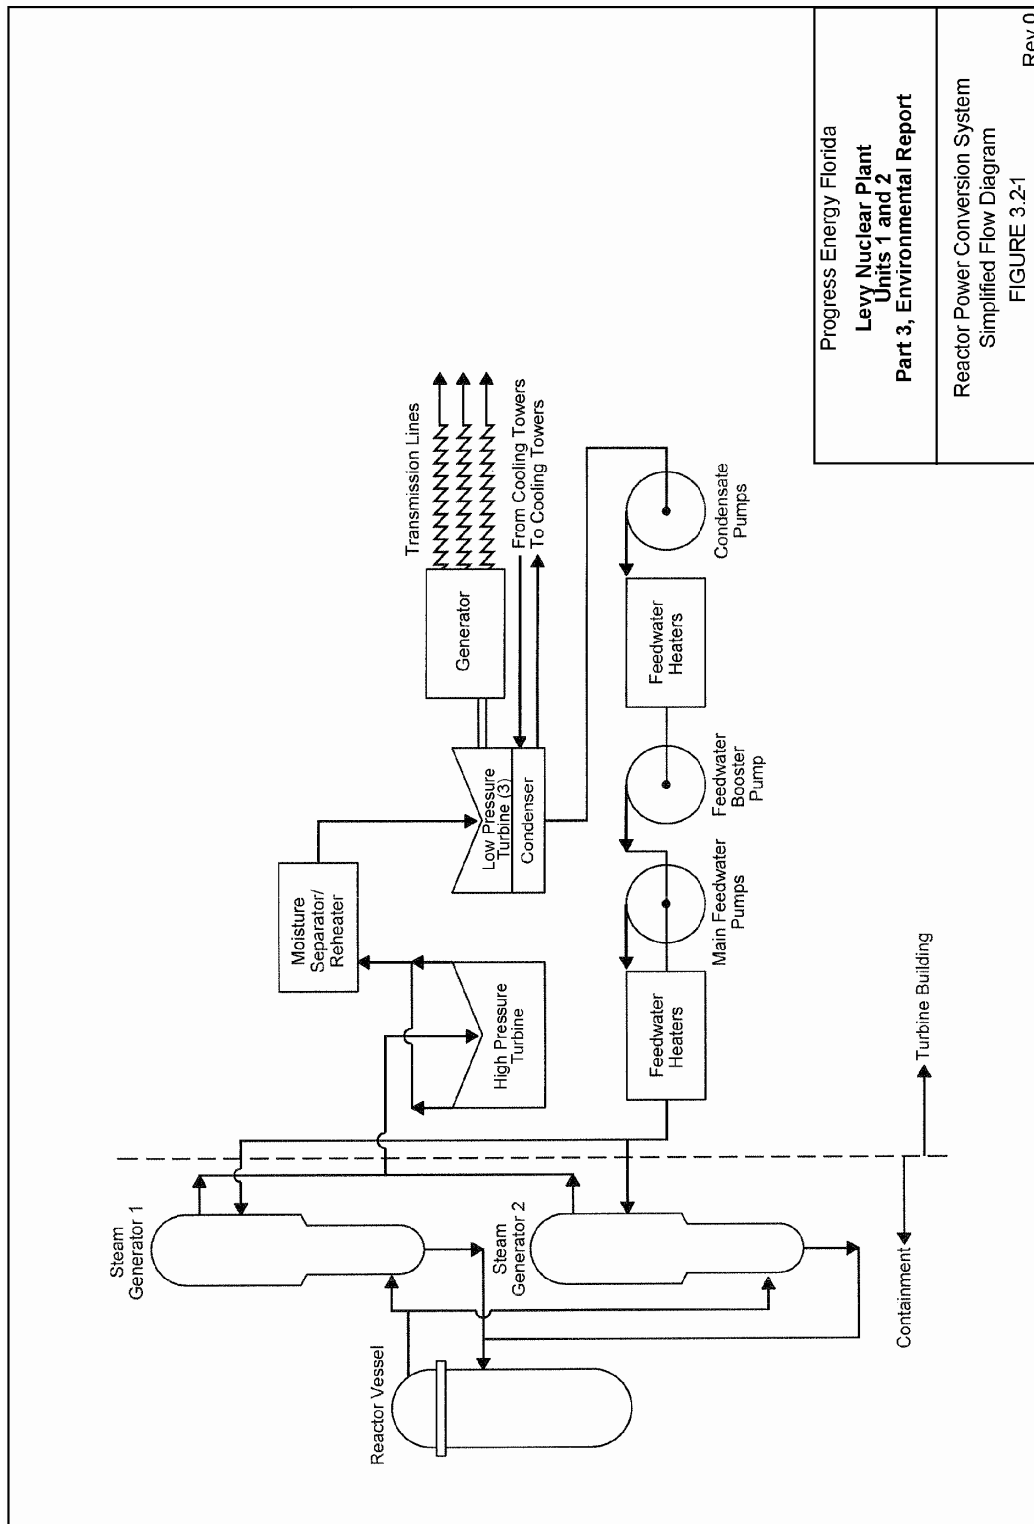 Steam
Generator 1
Reactor Vessel
Steam
Generator 2
Moisture
Separator/
Reheater
High Pressure
Turbine
Low Pressure
Turbine (3)
Condenser
Generator
Transmission Lines
From Cooling Towers
To Cooling Towers
Feedwater
Heaters
Main Feedwater
Pumps
Feedwater
Booster
Pump
Feedwater
Heaters
Condensate
Pumps
Containment
Turbine Building
Progress Energy Florida
Levy Nuclear Plant
Units 1 and 2
Part 3, Environmental Report
Reactor Power Conversion System
Simplified Flow Diagram
FIGURE 3.2-1
Rev 0